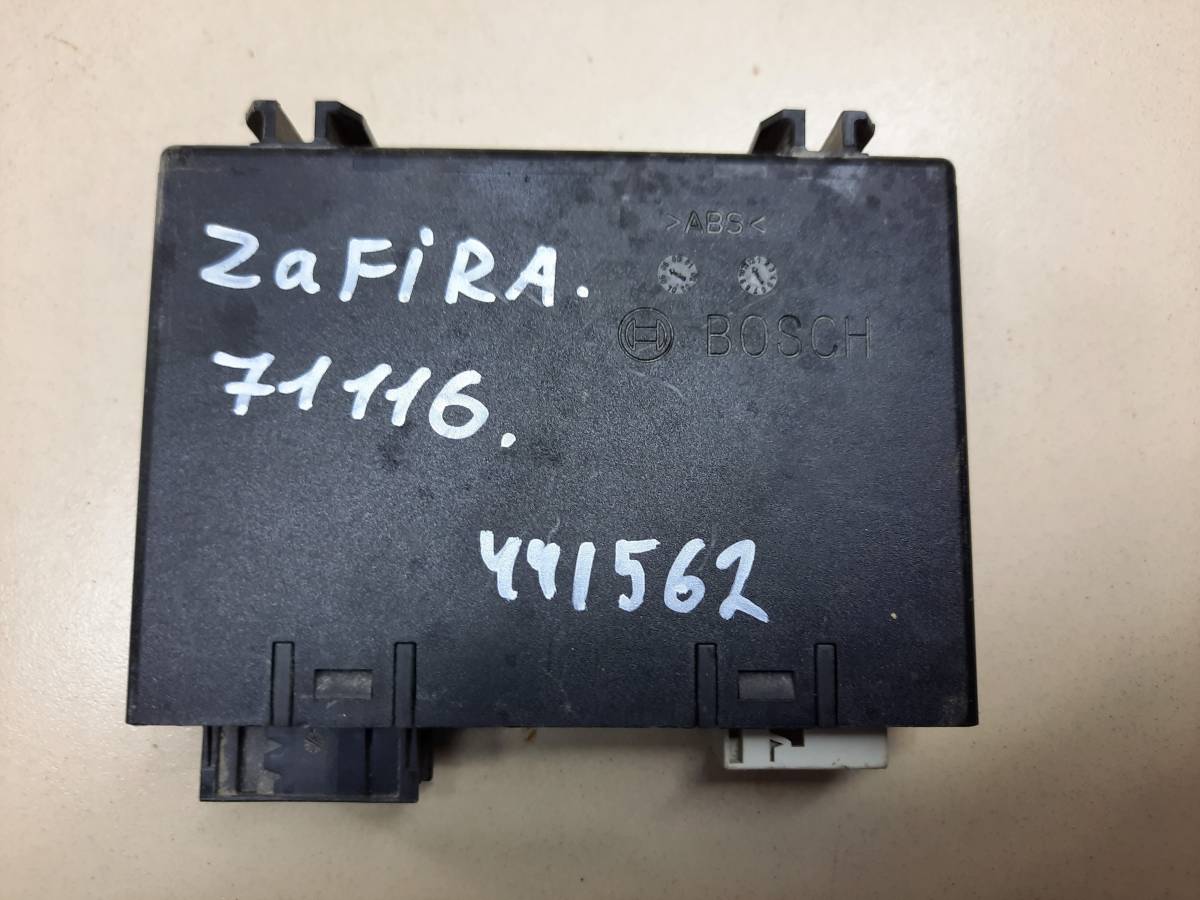 >ABS<
ZaFiRA.
BOSCH
71116.
441562